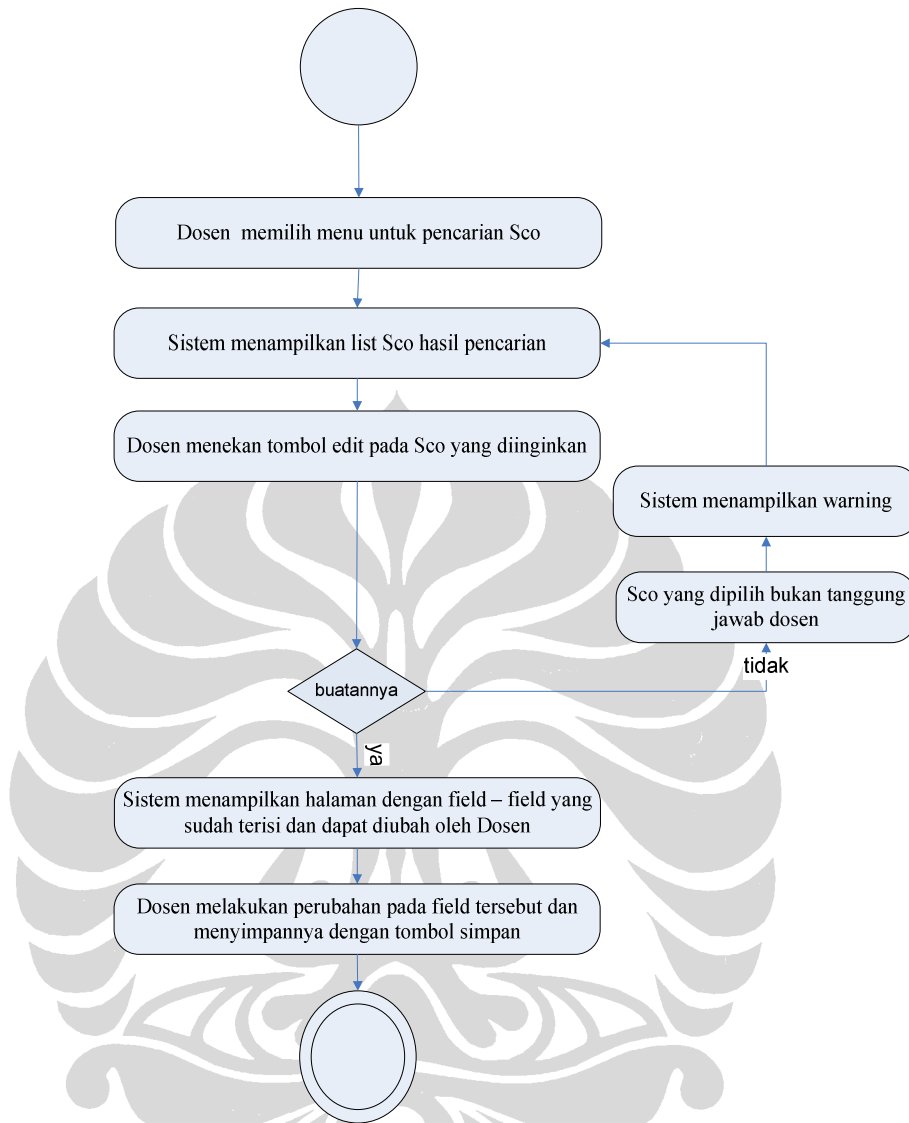 Dosen memilih menu untuk pencarian Sco
Sistem menampilkan list Sco hasil pencarian
Dosen menekan tombol edit pada Sco yang diinginkan
Sistem menampilkan warning
Sco yang dipilih bukan tanggung
jawab dosen
tidak
buatannya
ya
Sistem menampilkan halaman dengan field – field yang
sudah terisi dan dapat diubah oleh Dosen
Dosen melakukan perubahan pada field tersebut dan
menyimpannya dengan tombol simpan